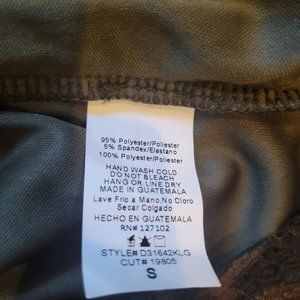 95% Polyester/Poliester
5% Spandex/Elastano
100% Polyester/Poliester
HAND WASH COLD
DO NOT BLEACH
HANG OR LINE DRY
MADE IN GUATEMALA
Lave Frio a Mano,No Cloro
Secar Colgado
HECHO EN GUATEMALA
RN# 127102
STYLE# D31642KLG
CUT# 19805
S